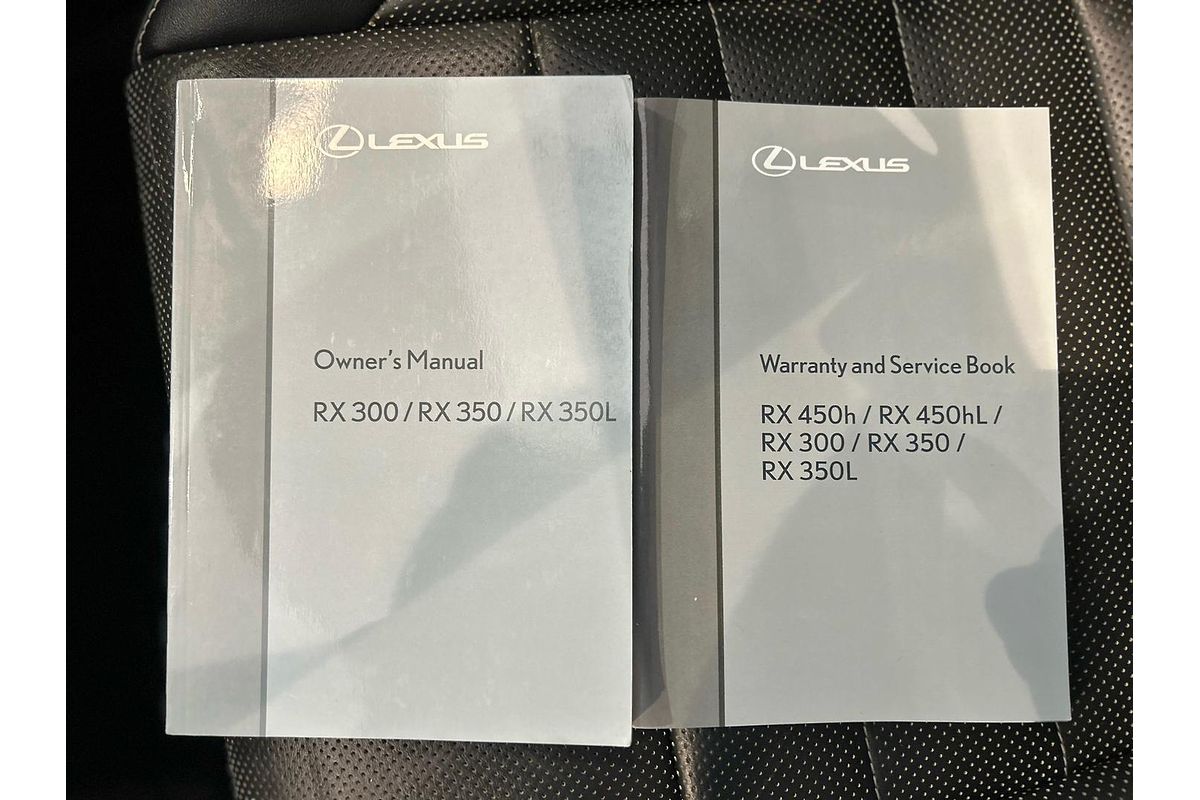 LEXUS
Owner's Manual
RX 300 / RX 350 / RX 350L
LEXUS
Warranty and Service Book
RX 450h / RX 450hL /
RX 300 / RX 350 /
RX 350L